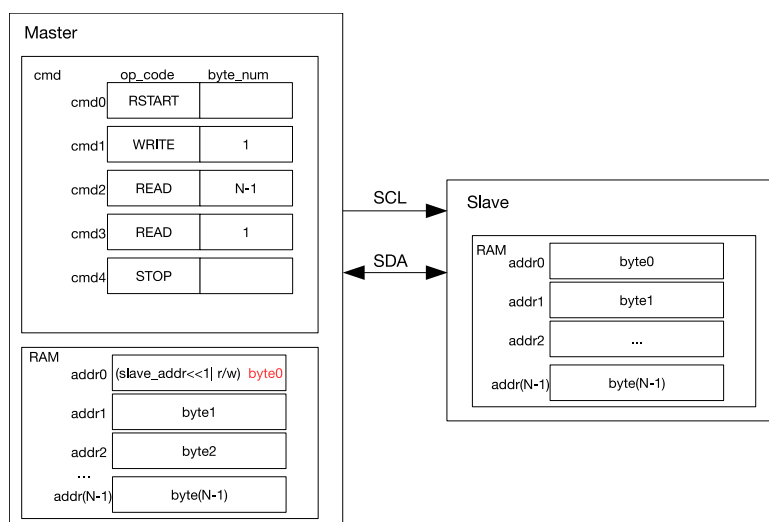 Master
cmd op_code byte_num
cmd0 RSTART
cmd1 WRITE 1
cmd2 READ N-1
cmd3 READ 1
cmd4 STOP
RAM
addr0 (slave_addr<<1| r/w) byte0
addr1 byte1
addr2 byte2
...
addr(N-1) byte(N-1)
SCL
SDA
Slave
RAM
addr0 byte0
addr1 byte1
addr2 ...
addr(N-1) byte(N-1)